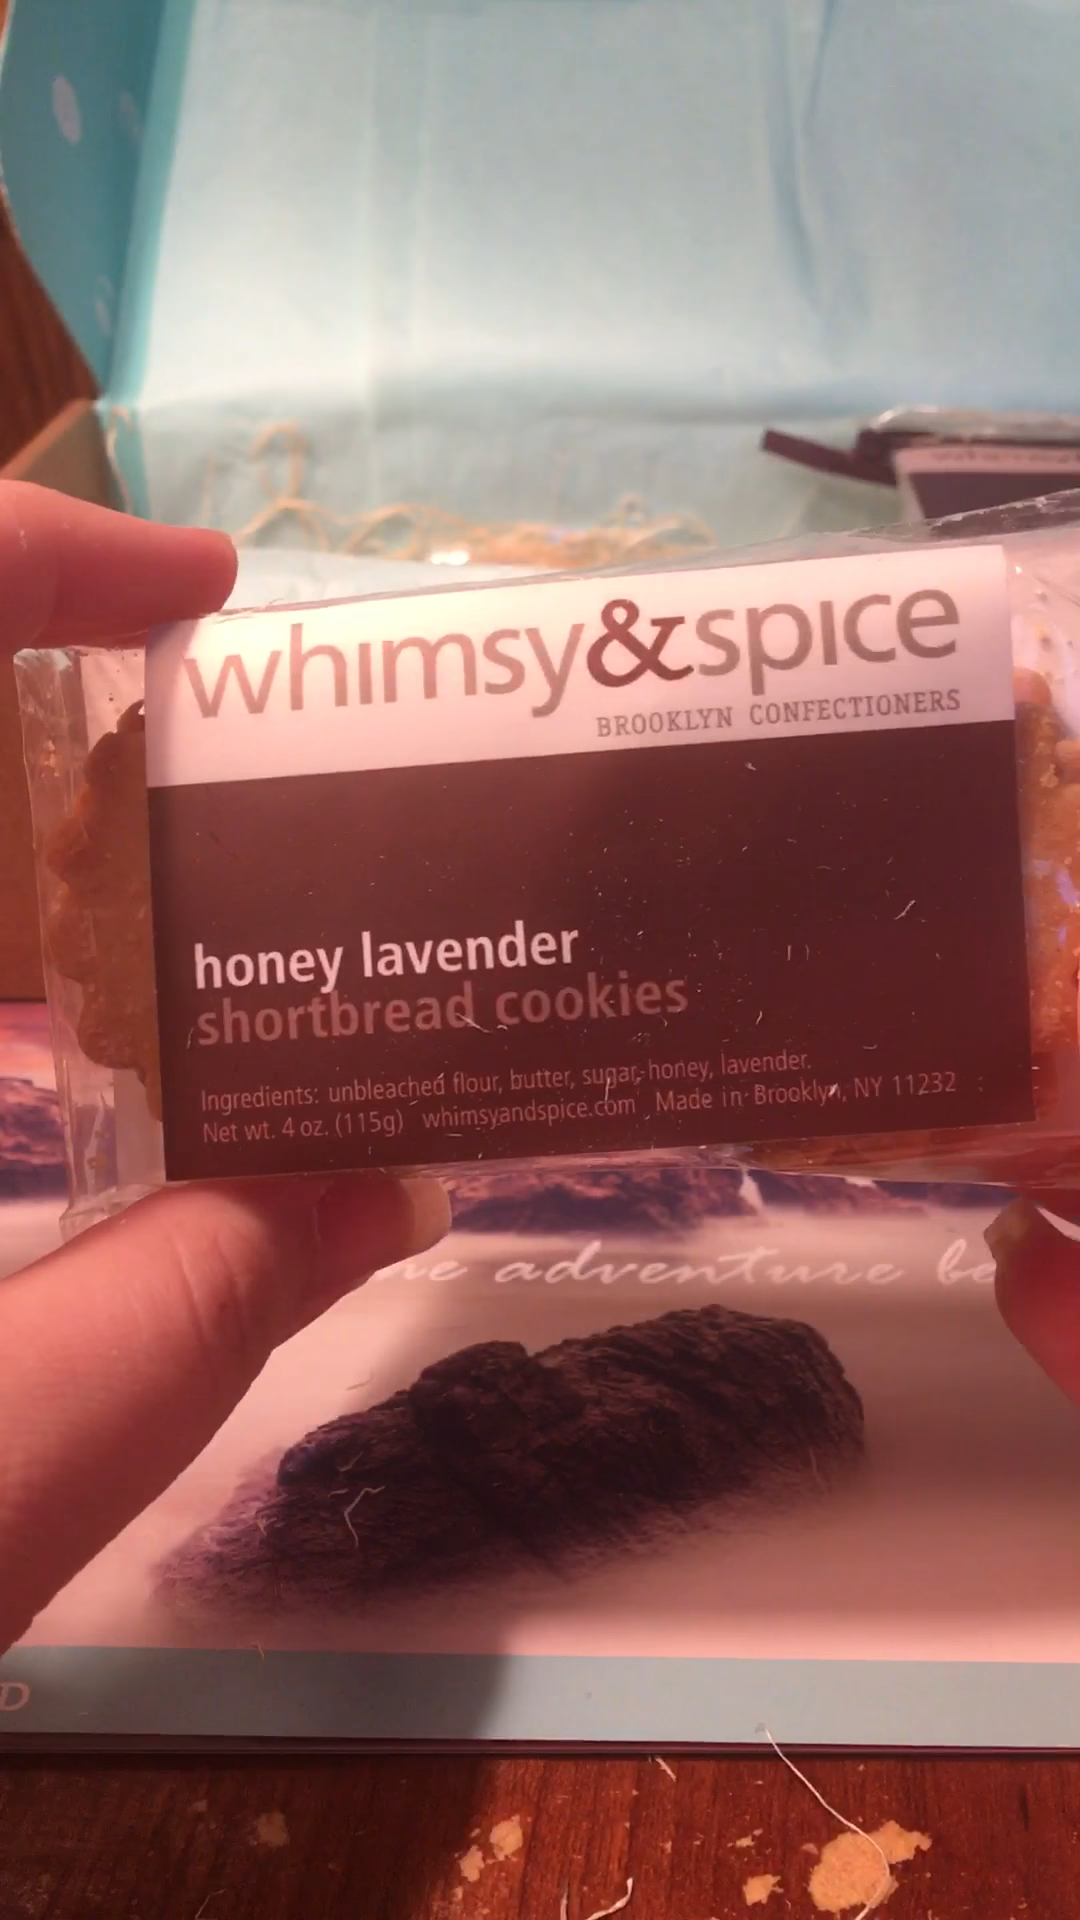 whimsy&spice
BROOKLYN CONFECTIONERS
honey lavender
shortbread cookies
Ingredients: unbleached flour, butter, sugar, honey, lavender.
Net wt. 4 oz. (115g) whimsyandspice.com Made in Brooklyn, NY 11232
adventure
D